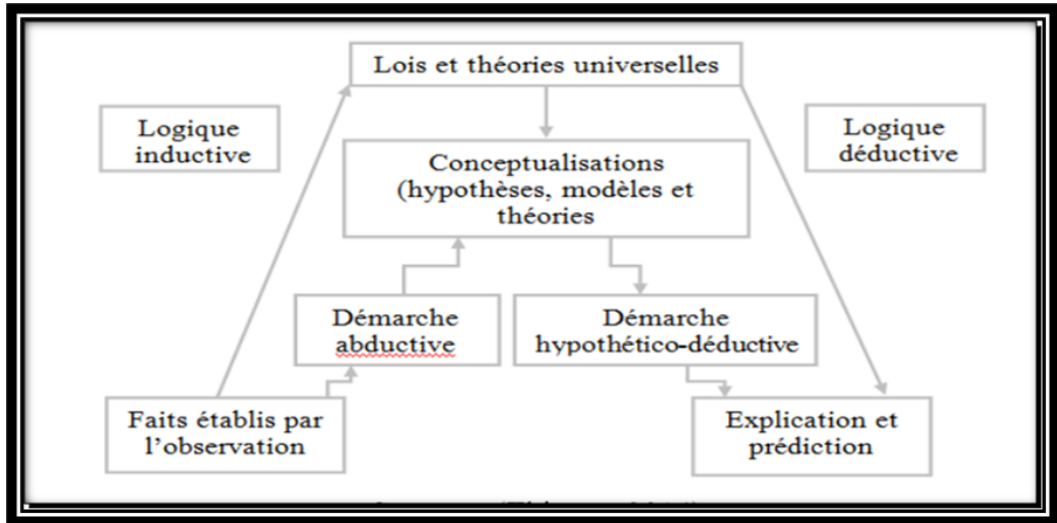 Lois et théories universelles
Logique
inductive
Logique
déductive
Conceptualisations
(hypothèses, modèles et
théories
Démarche
abductive
Démarche
hypothético-déductive
Faits établis par
l’observation
Explication et
prédiction